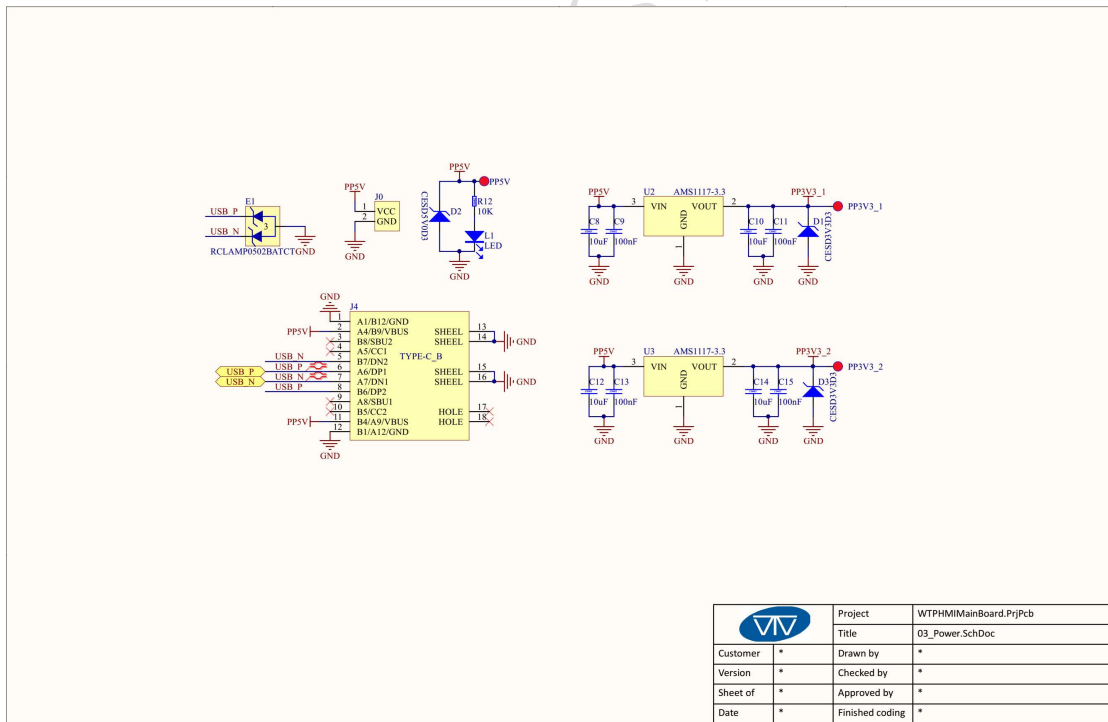 USB_P
USB_N
E1
3
RCLAMP0502BATCT
GND
PP5V
J0
1
2
VCC
GND
GND
PP5V
PP5V
CESD5V0D3
D2
R12
10K
L1
LED
GND
PP5V
U2 AMS1117-3.3
3 VIN VOUT 2
GND
1
C8 C9
10uF 100nF
GND
GND
PP3V3_1
PP3V3_1
C10 C11
10uF 100nF
D1
CESD3V3D3
GND
GND
GND
J4
TYPE-C_B
1 A1/B12/GND
PP5V 2 A4/B9/VBUS
3 B8/SBU2
4 A5/CC1
USB_N 5 B7/DN2
USB_P USB_P 6 A6/DP1
USB_N USB_N 7 A7/DN1
USB_P 8 B6/DP2
9 A8/SBU1
10 B5/CC2
PP5V 11 B4/A9/VBUS
12 B1/A12/GND
GND
SHEEL 13
SHEEL 14
GND
SHEEL 15
SHEEL 16
GND
HOLE 17
HOLE 18
PP5V
U3 AMS1117-3.3
3 VIN VOUT 2
GND
1
C12 C13
10uF 100nF
GND
GND
PP3V3_2
PP3V3_2
C14 C15
10uF 100nF
D3
CESD3V3D3
GND
GND
VTV
Project WTPHMIMainBoard.PrjPcb
Title 03_Power.SchDoc
Customer * Drawn by *
Version * Checked by *
Sheet of * Approved by *
Date * Finished coding *